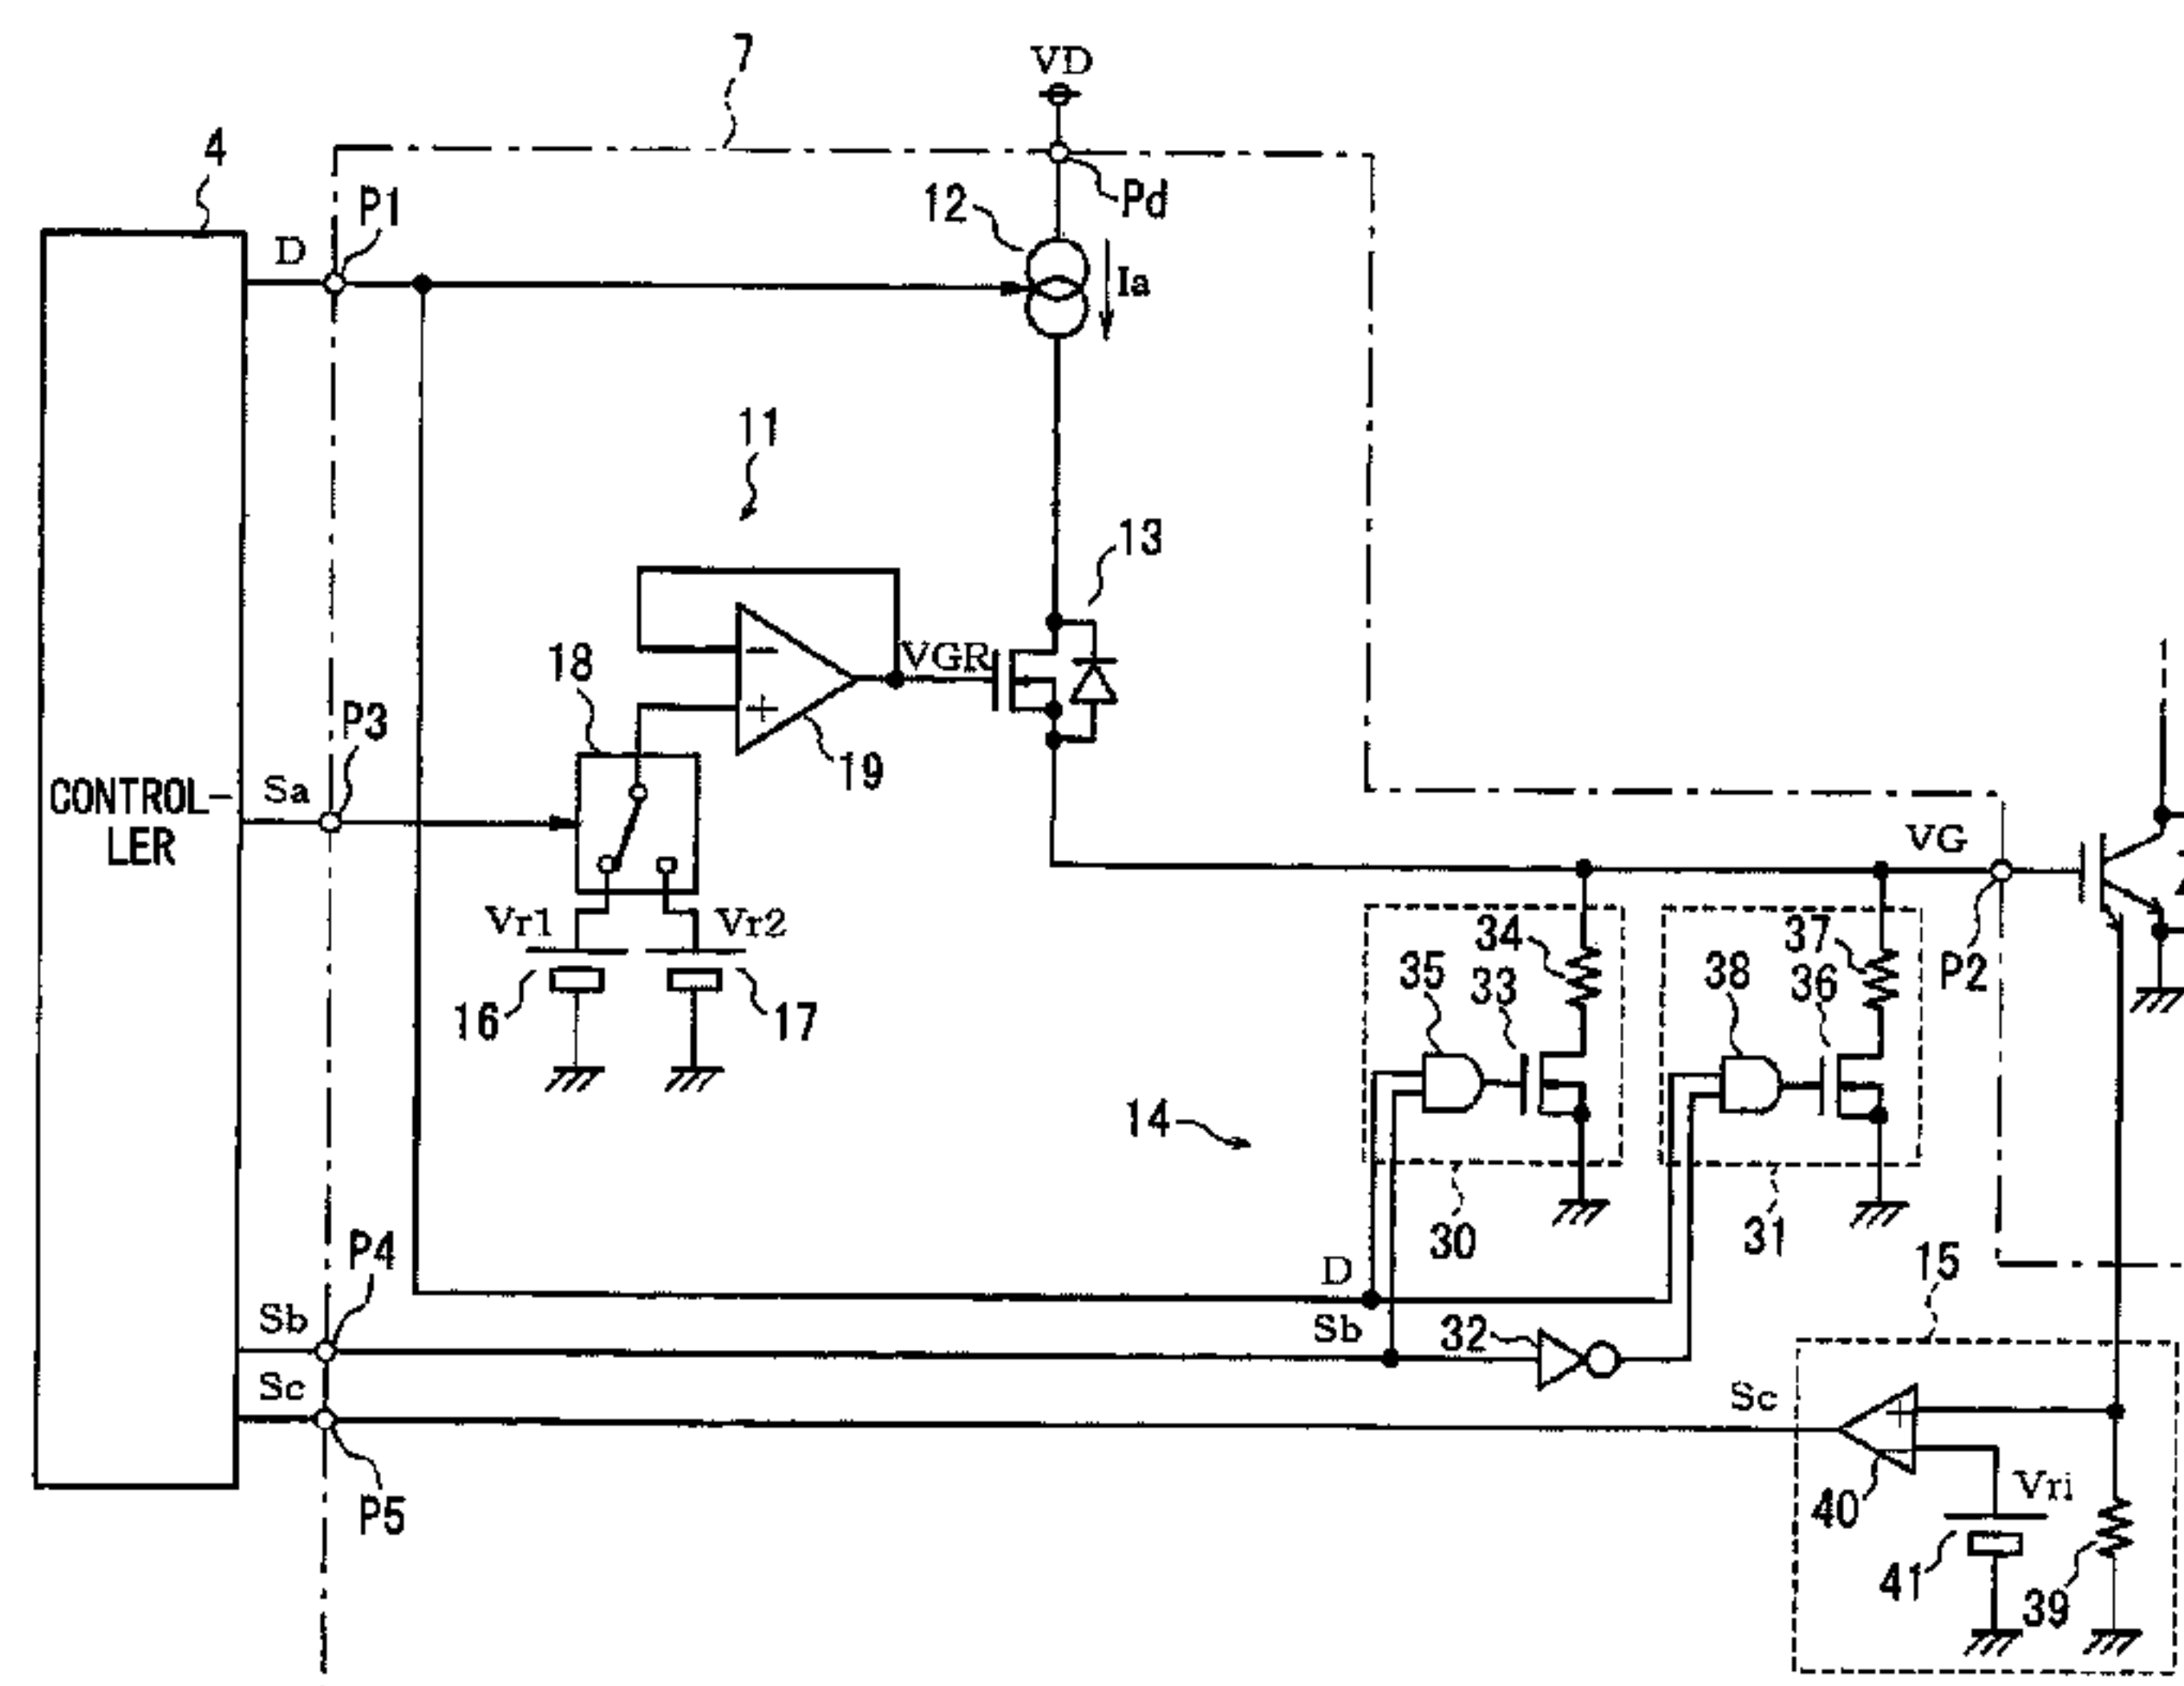 7
VD
4
P1
12
Pd
D
Ia
11
13
18
VGR
P3
19
Sa
CONTROL-
LER
VG
Vr1
Vr2
34
37
35
33
38
36
P2
16
17
14
30
31
15
P4
D
Sb
Sb
32
Sc
Sc
P5
40
Vri
41
39